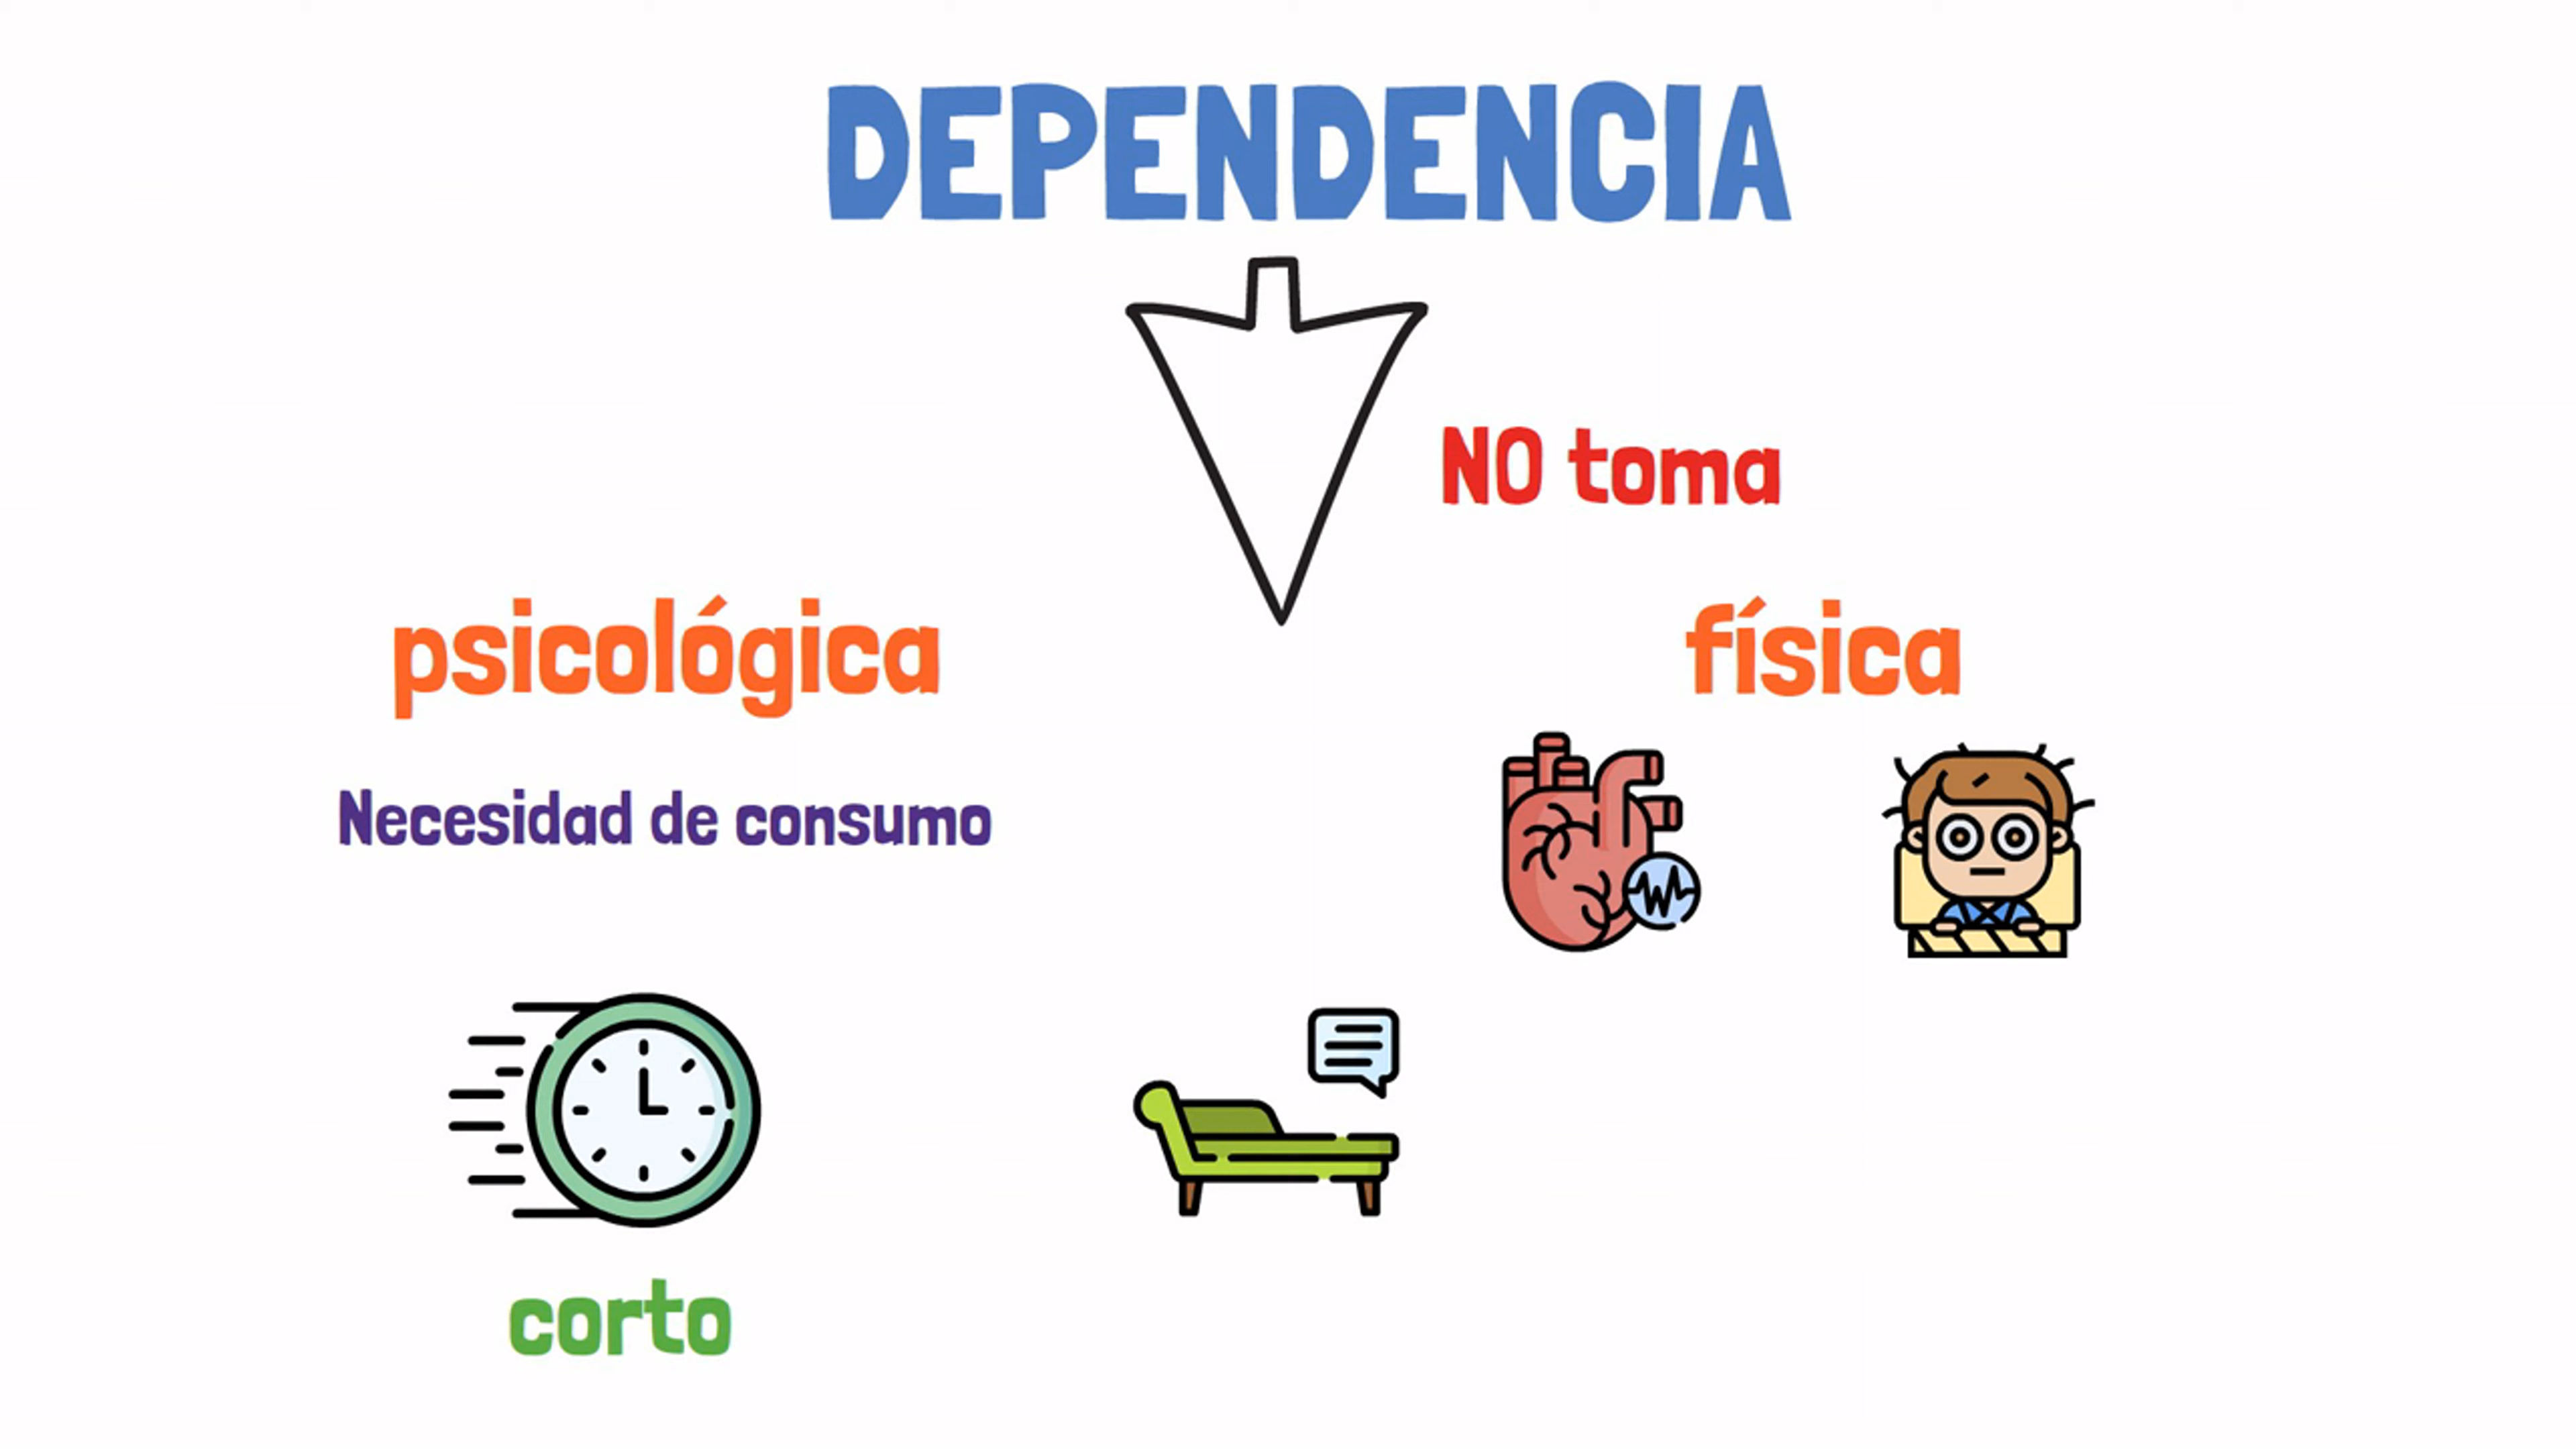 DEPENDENCIA
NO toma
psicológica
física
Necesidad de consumo
corto